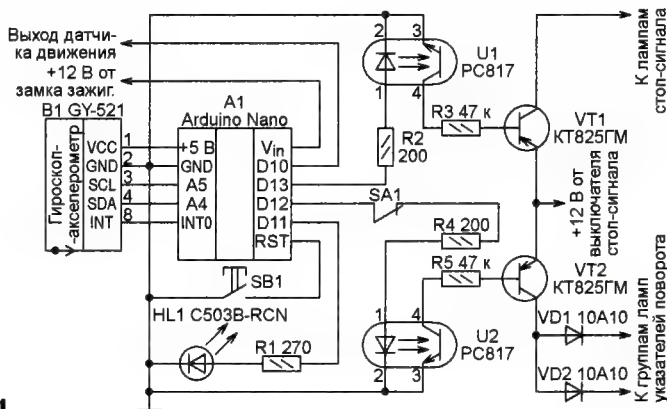 Выход датчи-
ка движения
+12 В от
замка зажиг.
B1 GY-521
Гироскоп-
-акселерометр
VCC
GND
SCL
SDA
INT
1
2
3
4
8
A1
Arduino Nano
+5 В
GND
A5
A4
INT0
Vin
D10
D13
D12
D11
RST
SB1
HL1 C503B-RCN
R1 270
2
3
1
4
U1
PC817
R2
200
R3 47 к
VT1
КТ825ГМ
SA1
R4 200
R5 47 к
VT2
КТ825ГМ
1
4
2
3
U2
PC817
VD1 10A10
VD2 10A10
К лампам
стоп-сигнала
+12 В от
выключателя
стоп-сигнала
К группам ламп
указателей поворота